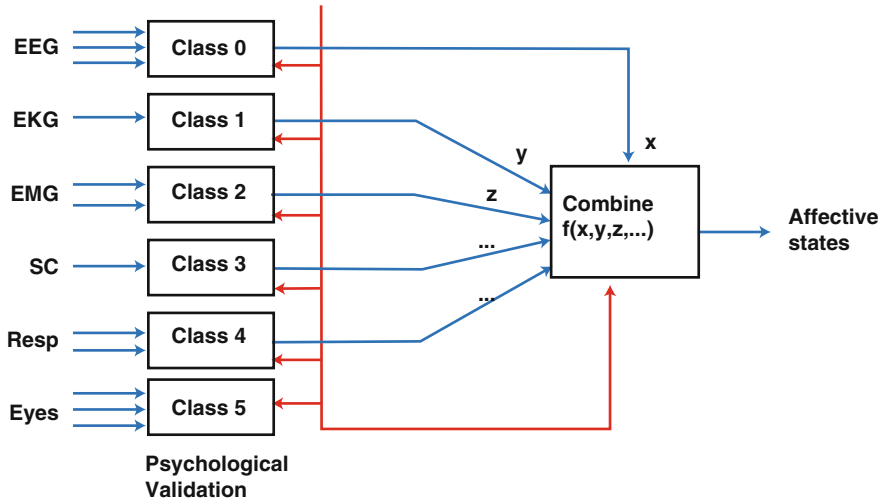 EEG
Class 0
EKG
Class 1
x
y
EMG
Class 2
z
Combine
f(x,y,z,...)
Affective
states
SC
Class 3
...
...
Resp
Class 4
Eyes
Class 5
Psychological
Validation